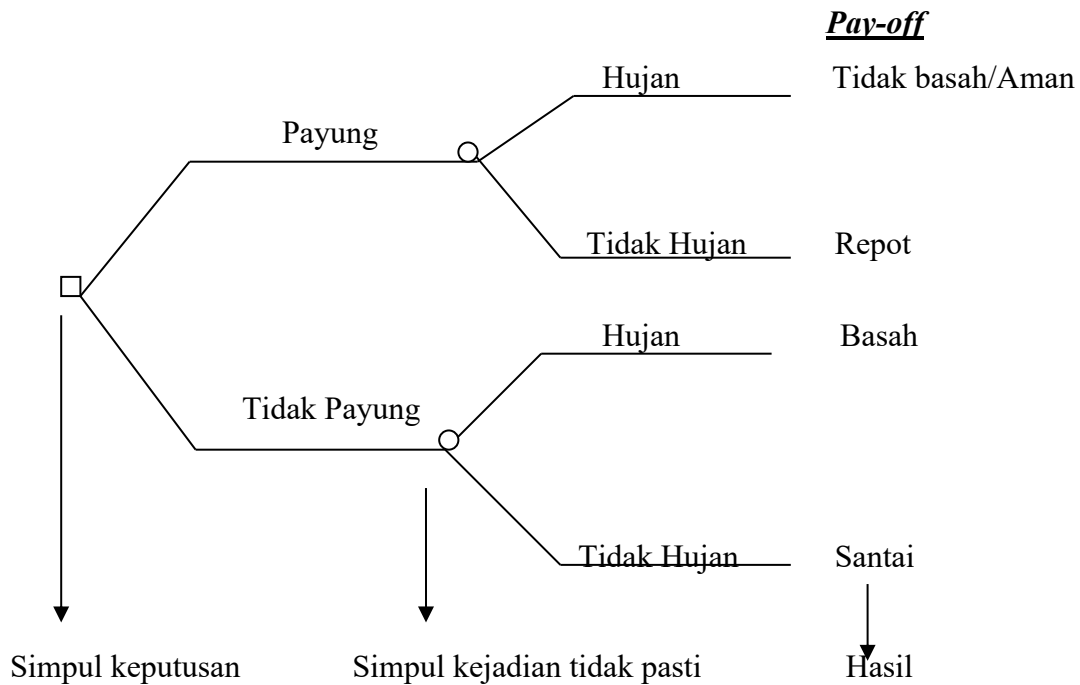 Pay-off
Hujan
Tidak basah/Aman
Payung
Tidak Hujan
Repot
Hujan
Basah
Tidak Payung
Tidak Hujan
Santai
Simpul keputusan
Simpul kejadian tidak pasti
Hasil